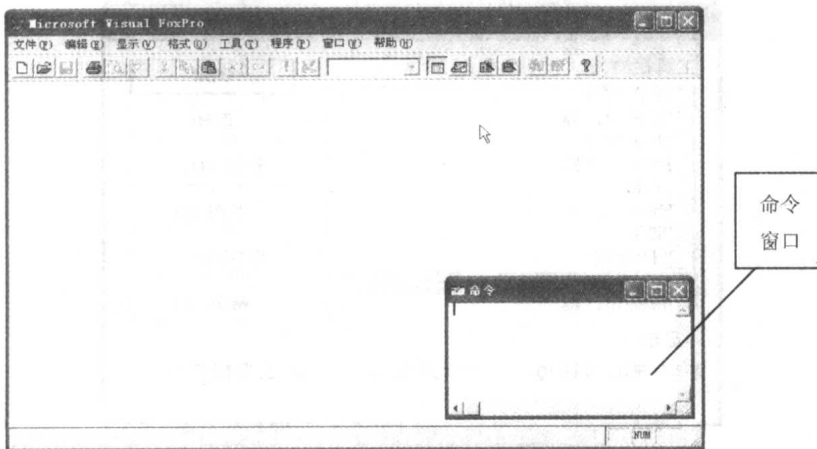 Microsoft Visual FoxPro
文件(F) 编辑(E) 显示(V) 格式(O) 工具(T) 程序(P) 窗口(W) 帮助(H)
命令
窗口
命令
NUM